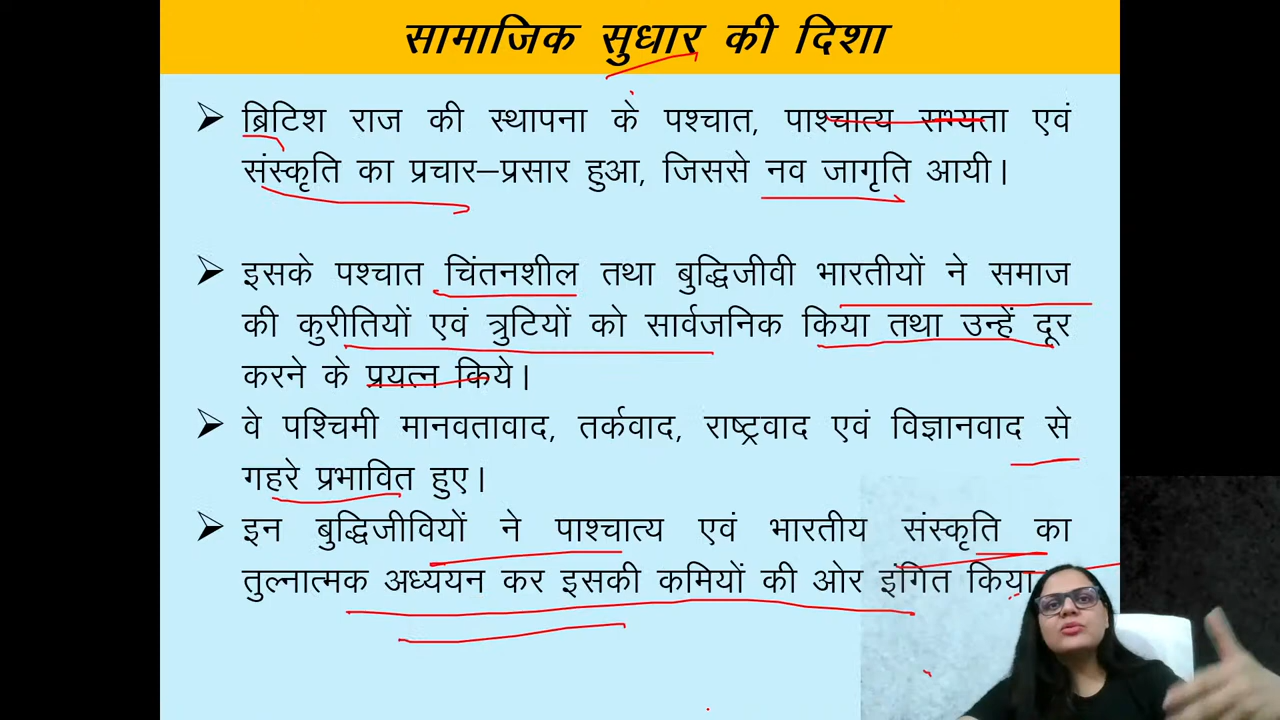 सामाजिक सुधार की दिशा
➢ ब्रिटिश राज की स्थापना के पश्चात, पाश्चात्य सभ्यता एवं
संस्कृति का प्रचार–प्रसार हुआ, जिससे नव जागृति आयी।
➢ इसके पश्चात चिंतनशील तथा बुद्धिजीवी भारतीयों ने समाज
की कुरीतियों एवं त्रुटियों को सार्वजनिक किया तथा उन्हें दूर
करने के प्रयत्न किये।
➢ वे पश्चिमी मानवतावाद, तर्कवाद, राष्ट्रवाद एवं विज्ञानवाद से
गहरे प्रभावित हुए।
➢ इन बुद्धिजीवियों ने पाश्चात्य एवं भारतीय संस्कृति का
तुल्नात्मक अध्ययन कर इसकी कमियों की ओर इंगित किया